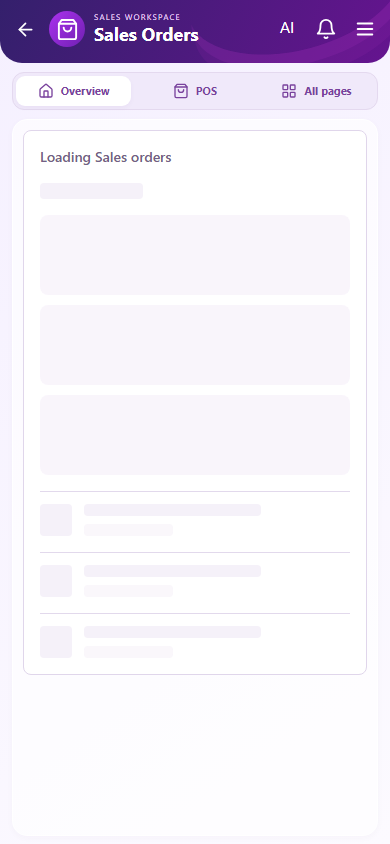 SALES WORKSPACE
Sales Orders
AI
Overview
POS
All pages
Loading Sales orders